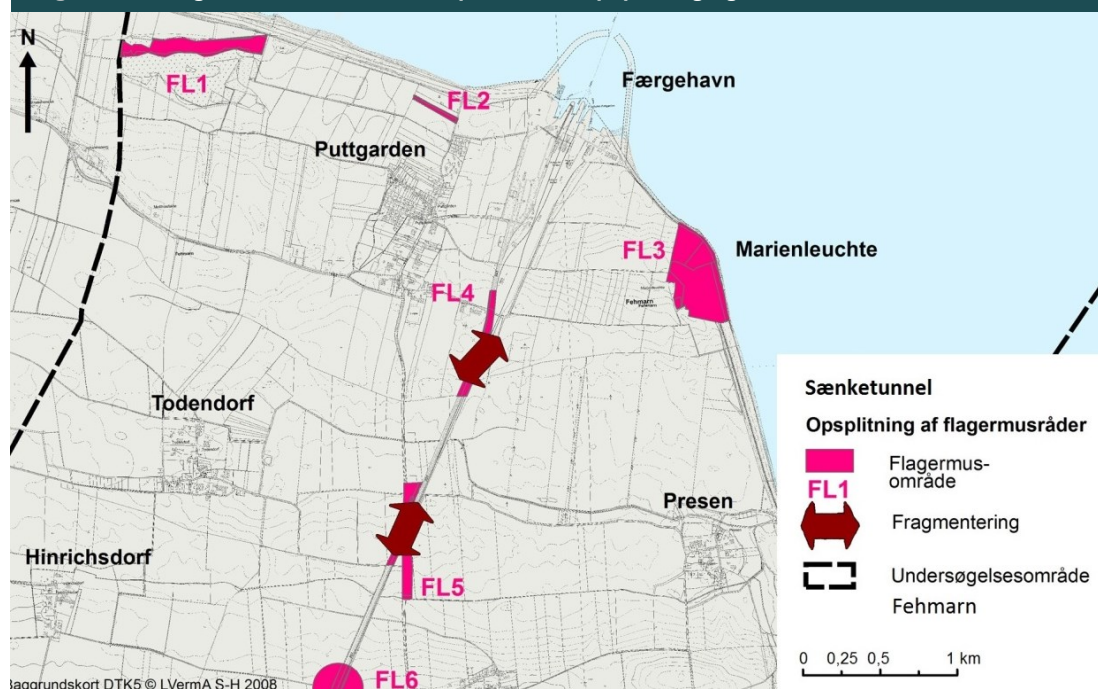 N
FL1
Færgehavn
FL2
Puttgarden
FL3
Marienleuchte
FL4
Fehmarn
Todendorf
Presen
Hinrichsdorf
FL5
FL6
Baggrundskort DTK5 © LVermA S-H 2008
Sænketunnel
Opsplitning af flagermusråder
Flagermus-
område
FL1
Fragmentering
Undersøgelsesområde
Fehmarn
0 0,25 0,5 1 km